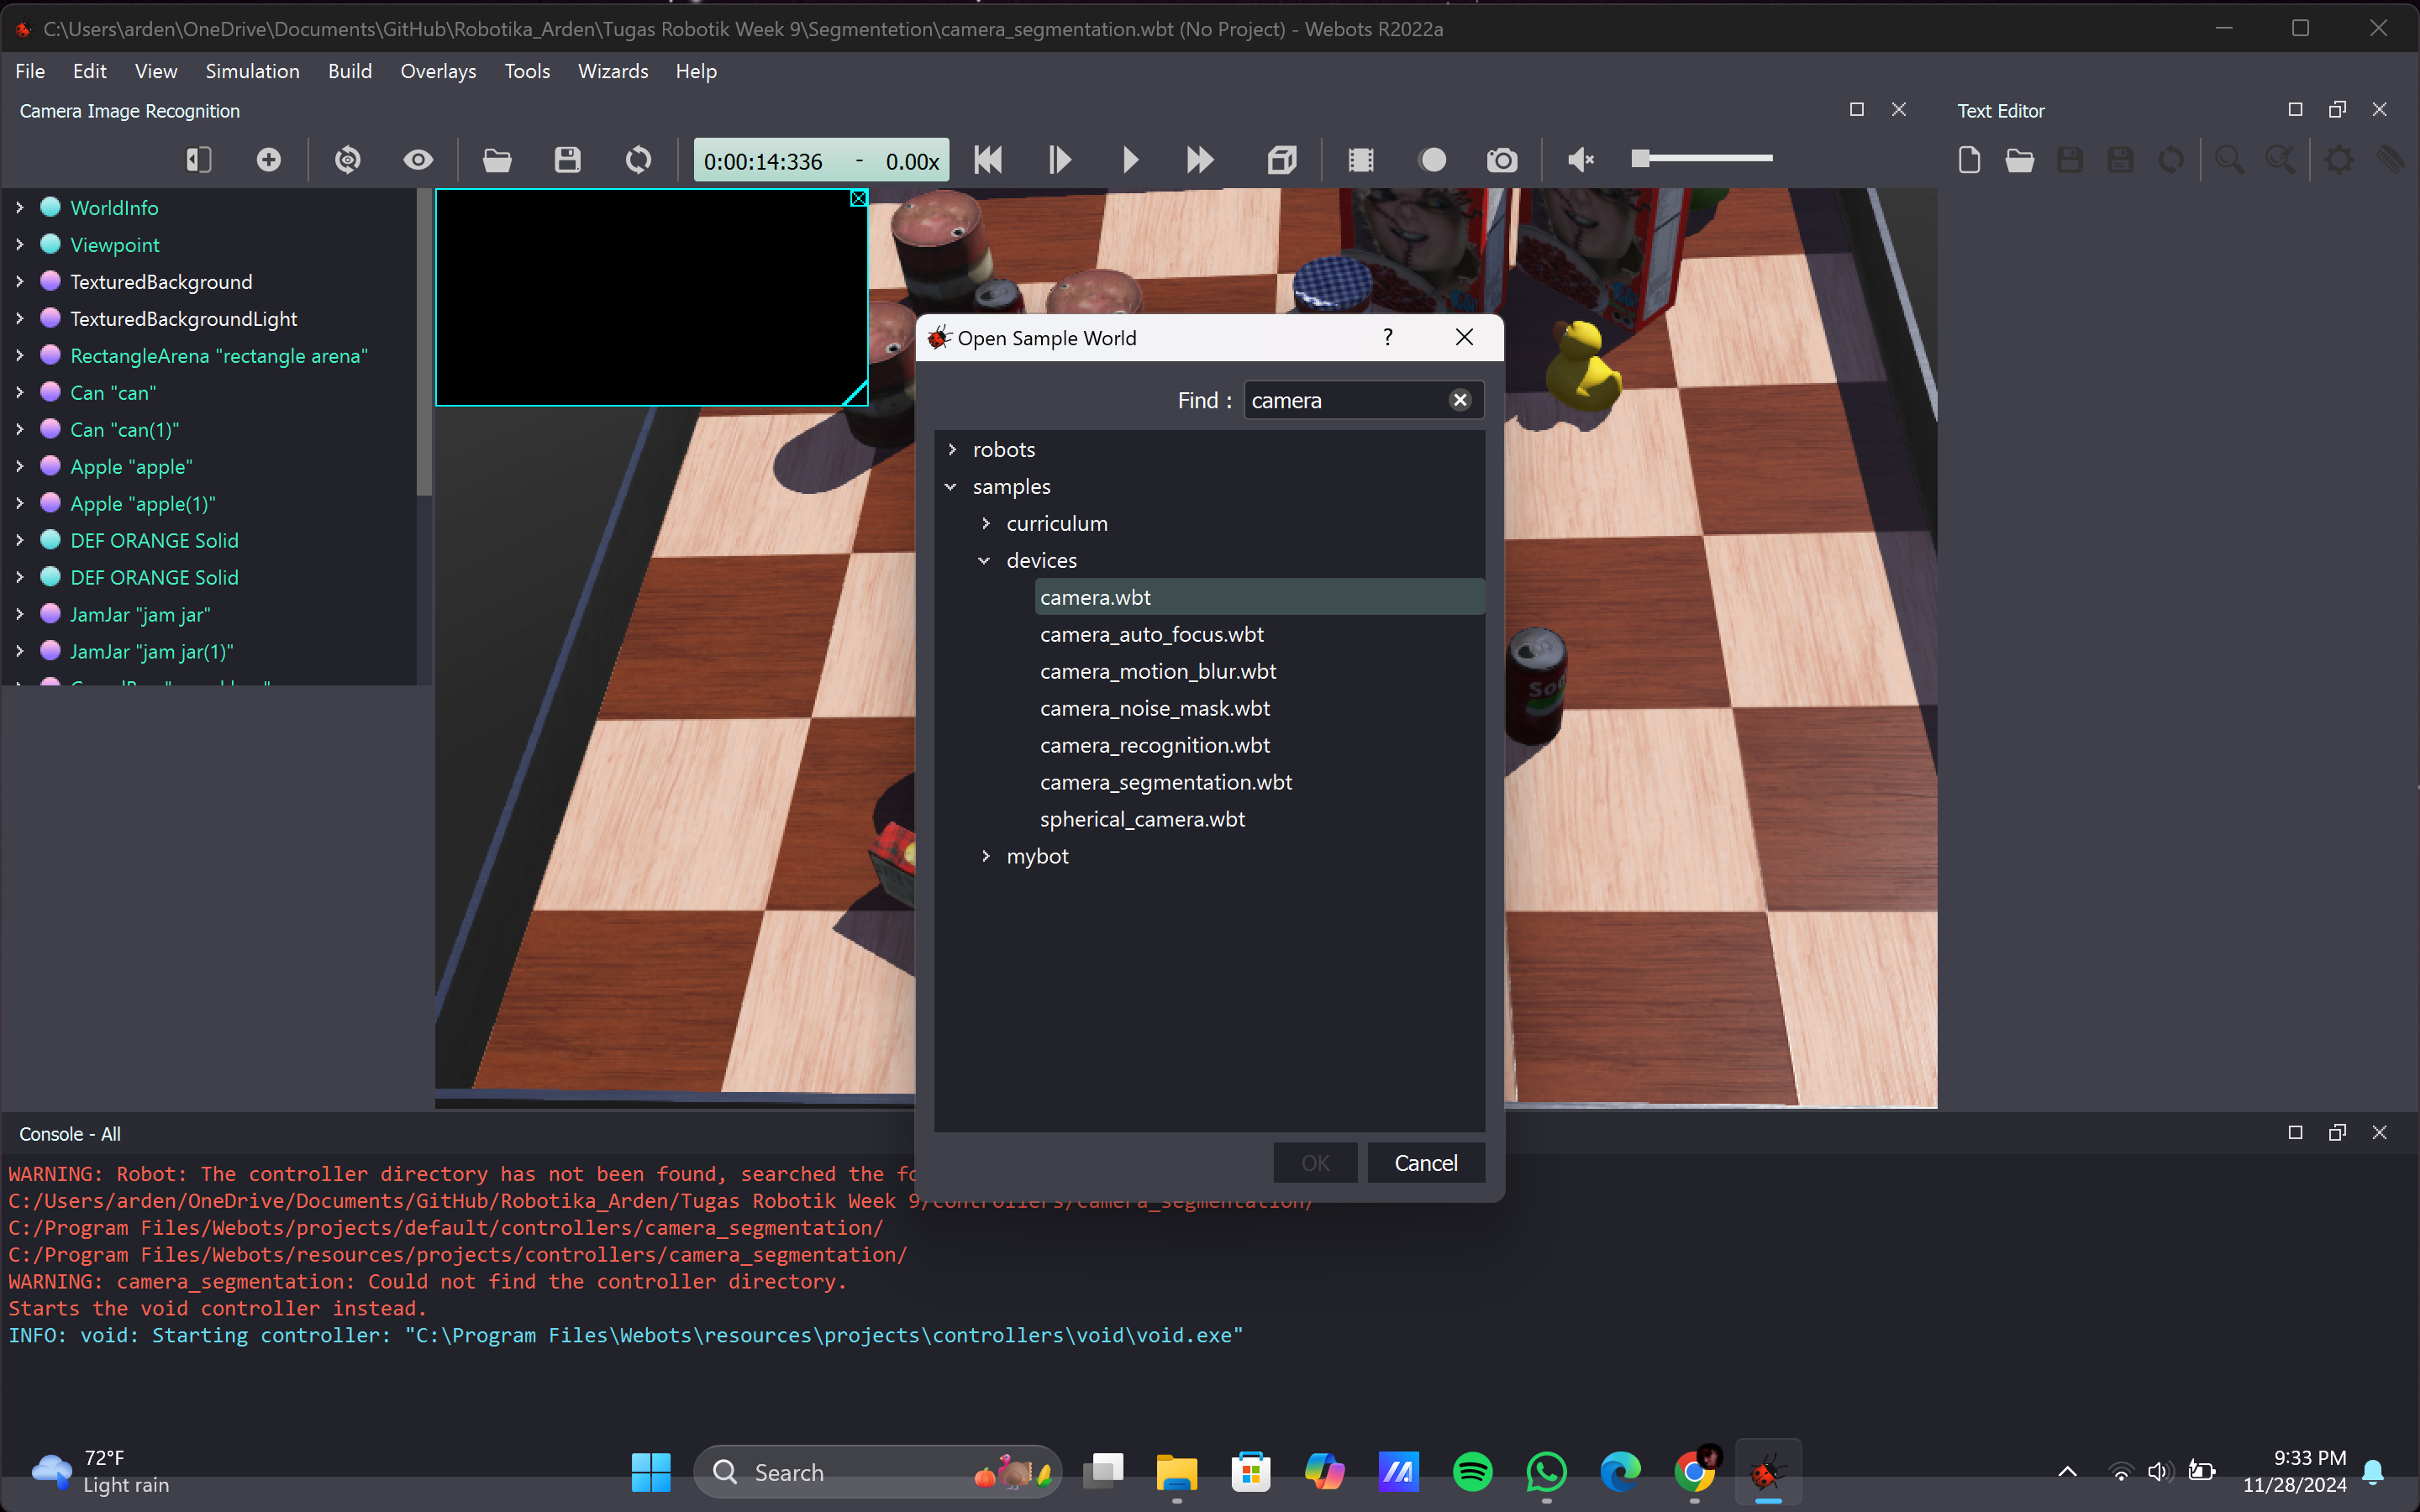 C:\Users\arden\OneDrive\Documents\GitHub\Robotika_Arden\Tugas Robotik Week 9\Segmentetion\camera_segmentation.wbt (No Project) - Webots R2022a
File Edit View Simulation Build Overlays Tools Wizards Help
Camera Image Recognition
Text Editor
0:00:14:336 - 0.00x
WorldInfo
Viewpoint
TexturedBackground
TexturedBackgroundLight
RectangleArena "rectangle arena"
Can "can"
Can "can(1)"
Apple "apple"
Apple "apple(1)"
DEF ORANGE Solid
DEF ORANGE Solid
JamJar "jam jar"
JamJar "jam jar(1)"
Open Sample World
?
Find : camera
robots
samples
curriculum
devices
camera.wbt
camera_auto_focus.wbt
camera_motion_blur.wbt
camera_noise_mask.wbt
camera_recognition.wbt
camera_segmentation.wbt
spherical_camera.wbt
mybot
OK Cancel
Console - All
WARNING: Robot: The controller directory has not been found, searched the
C:/Users/arden/OneDrive/Documents/GitHub/Robotika_Arden/Tugas Robotik Week 9/controllers/camera_segmentation/
C:/Program Files/Webots/projects/default/controllers/camera_segmentation/
C:/Program Files/Webots/resources/projects/controllers/camera_segmentation/
WARNING: camera_segmentation: Could not find the controller directory.
Starts the void controller instead.
INFO: void: Starting controller: "C:\Program Files\Webots\resources\projects\controllers\void\void.exe"
72°F
Light rain
Search
9:33 PM
11/28/2024